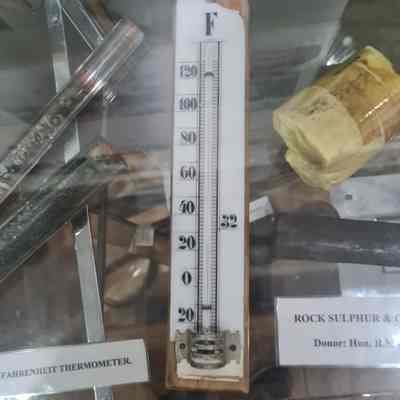 F
120
100
80
60
40
32
20
0
20
FAHRENHEIT THERMOMETER.
ROCK SULPHUR &
Donor: Hon.